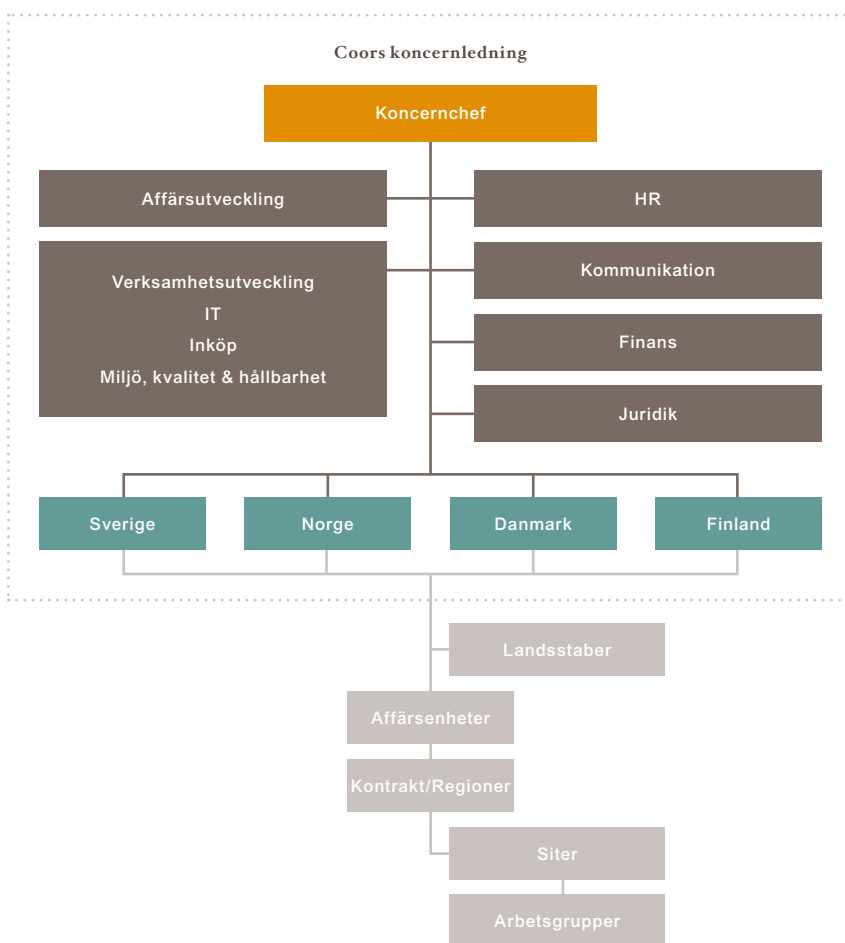 Coors koncernledning
Koncernchef
Affärsutveckling
HR
Verksamhetsutveckling
IT
Inköp
Miljö, kvalitet & hållbarhet
Kommunikation
Finans
Juridik
Sverige
Norge
Danmark
Finland
Landsstaber
Affärsenheter
Kontrakt/Regioner
Siter
Arbetsgrupper